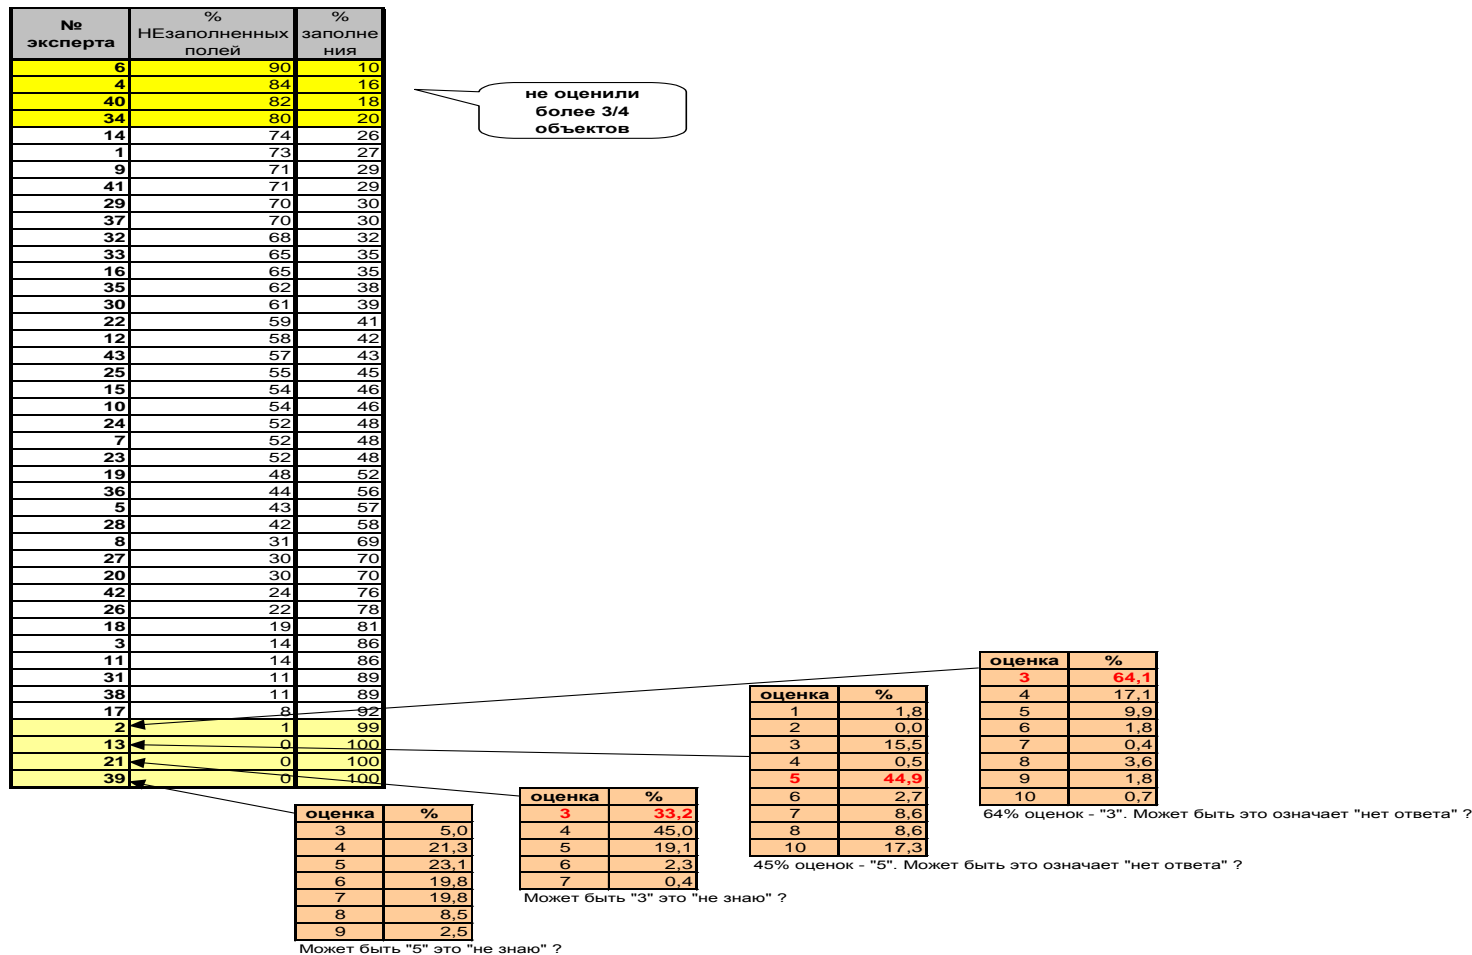 № эксперта % НЕзаполненных полей % заполне ния
6 90 10
4 84 16
40 82 18
34 80 20
14 74 26
1 73 27
9 71 29
41 71 29
29 70 30
37 70 30
32 68 32
33 65 35
16 65 35
35 62 38
30 61 39
22 59 41
12 58 42
43 57 43
25 55 45
15 54 46
10 54 46
24 52 48
7 52 48
23 52 48
19 48 52
36 44 56
5 43 57
28 42 58
8 31 69
27 30 70
20 30 70
42 24 76
26 22 78
18 19 81
3 14 86
11 14 86
31 11 89
38 11 89
17 8 92
2 1 99
13 0 100
21 0 100
39 0 100
не оценили
более 3/4
объектов
оценка %
3 5,0
4 21,3
5 23,1
6 19,8
7 19,8
8 8,5
9 2,5
Может быть "5" это "не знаю" ?
оценка %
3 33,2
4 45,0
5 19,1
6 2,3
7 0,4
Может быть "3" это "не знаю" ?
оценка %
1 1,8
2 0,0
3 15,5
4 0,5
5 44,9
6 2,7
7 8,6
8 8,6
10 17,3
45% оценок - "5". Может быть это означает "нет ответа" ?
оценка %
3 64,1
4 17,1
5 9,9
6 1,8
7 0,4
8 3,6
9 1,8
10 0,7
64% оценок - "3". Может быть это означает "нет ответа" ?